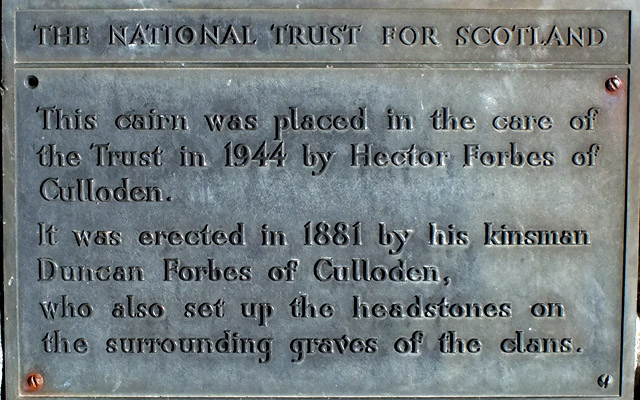 THE NATIONAL TRUST FOR SCOTLAND
This cairn was placed in the care of
the Trust in 1944 by Hector Forbes of
Culloden.
It was erected in 1881 by his kinsman
Duncan Forbes of Culloden,
who also set up the headstones on
the surrounding graves of the clans.